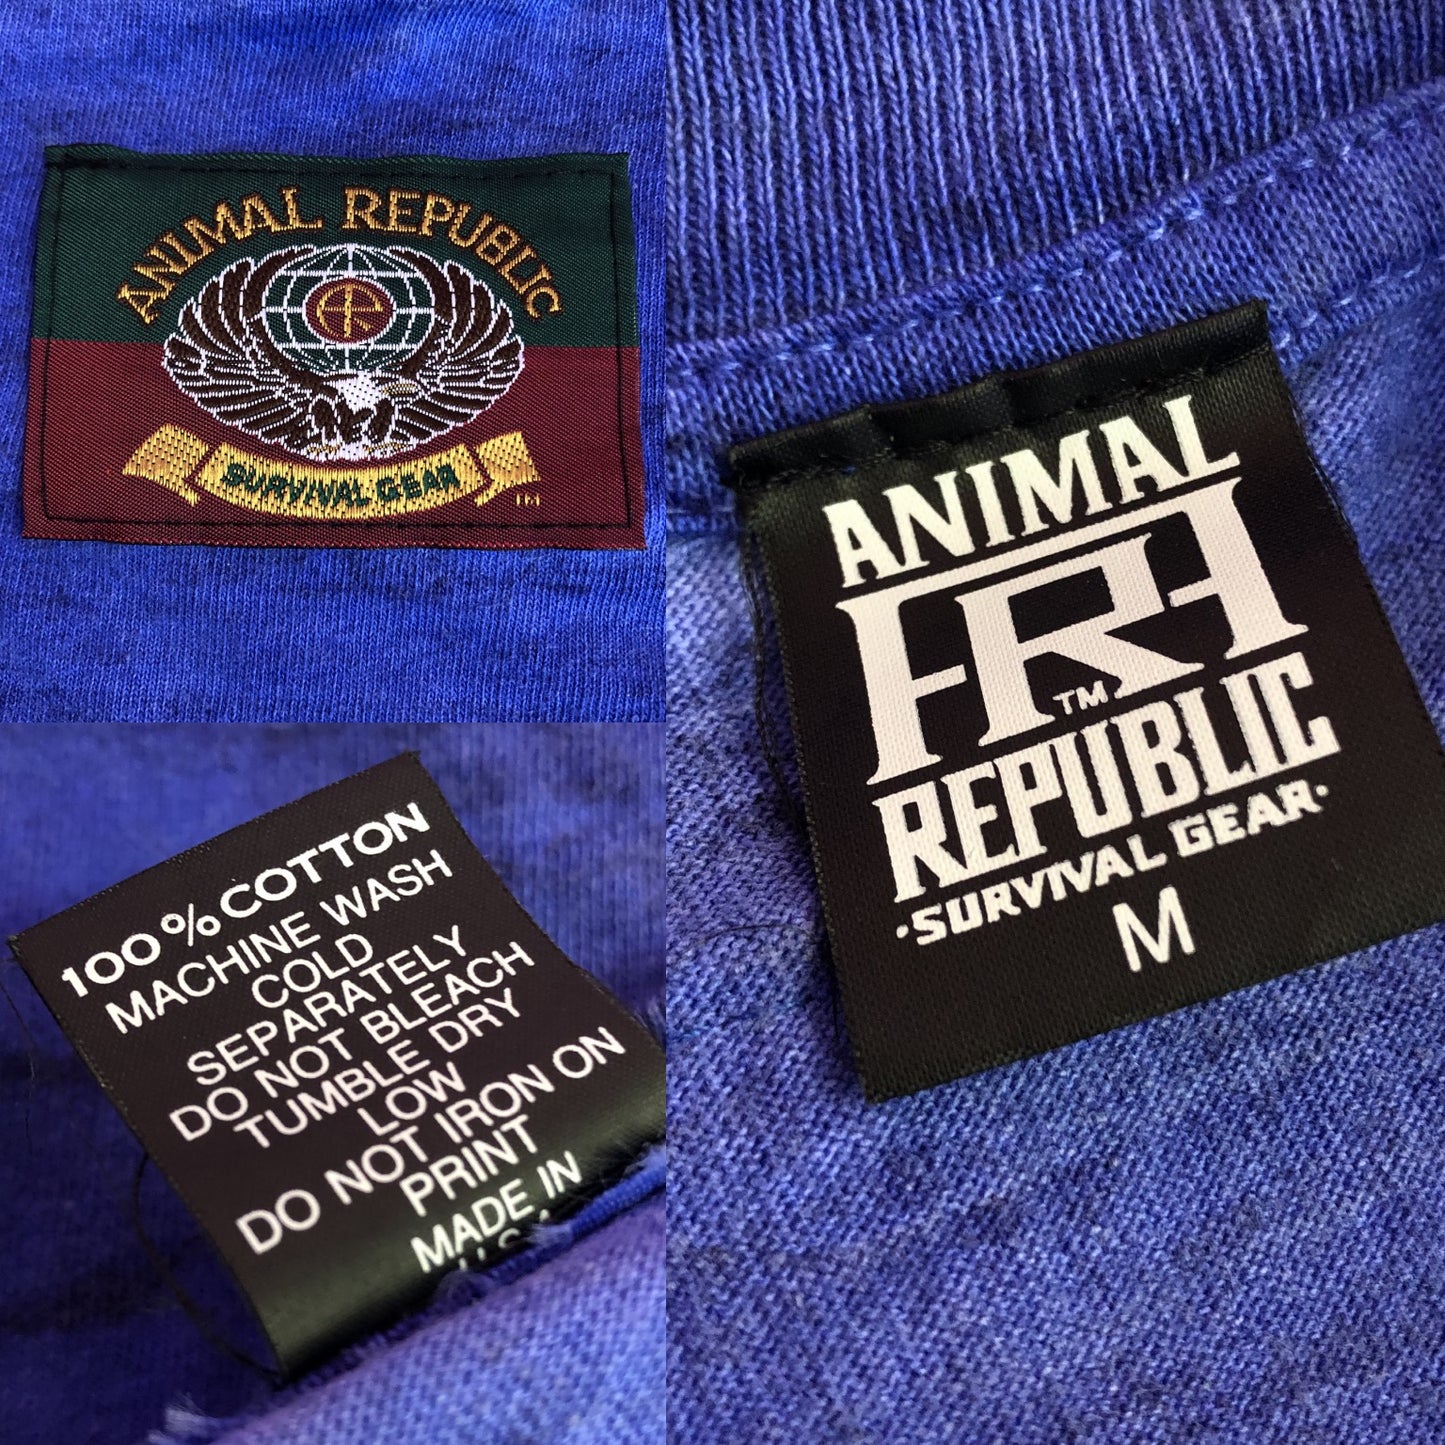 ANIMAL REPUBLIC
AR
SURVIVAL GEAR
TM
ANIMAL
AR
TM
REPUBLIC
·SURVIVAL GEAR·
M
100% COTTON
MACHINE WASH
COLD
SEPARATELY
DO NOT BLEACH
TUMBLE DRY
LOW
DO NOT IRON ON
PRINT
MADE IN